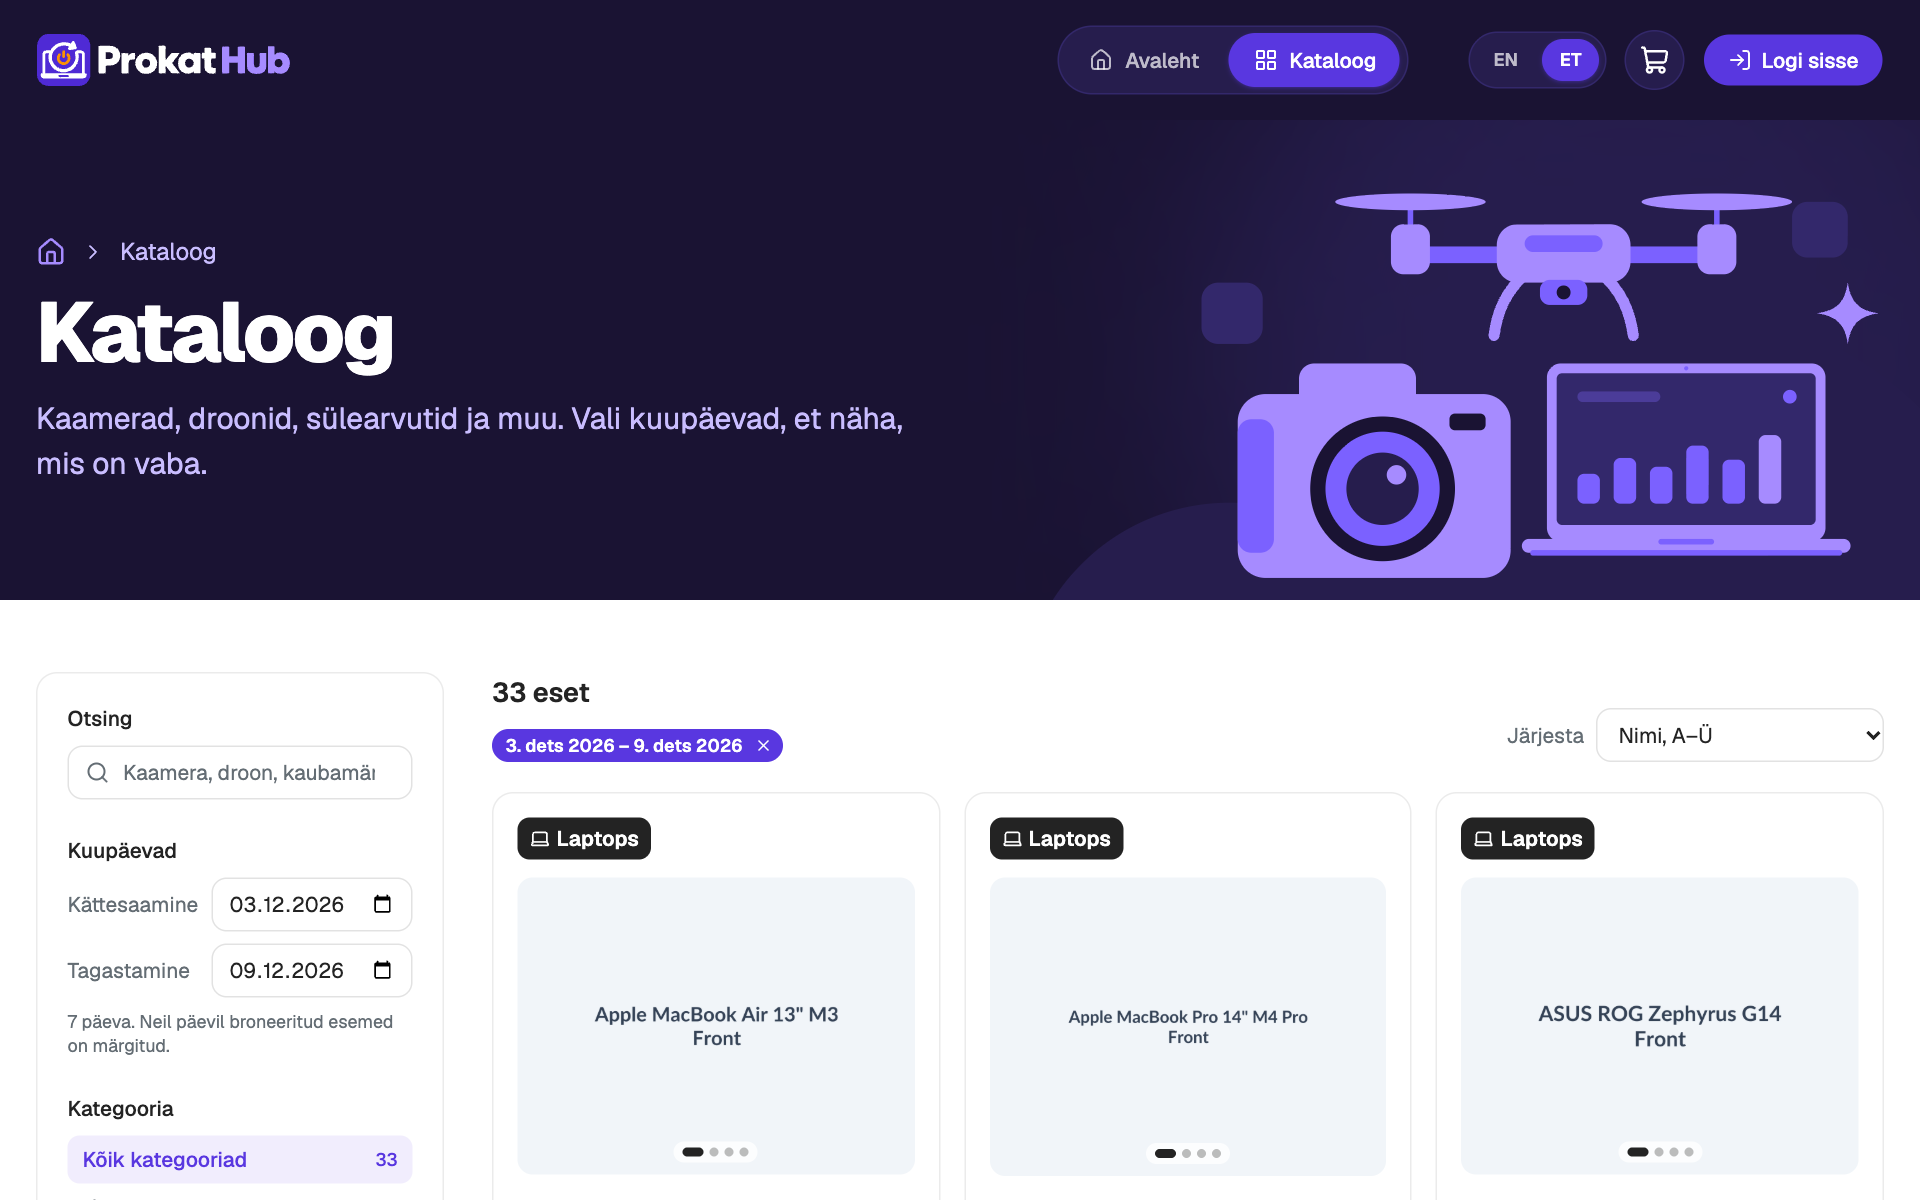 Prokat Hub
Avaleht
Kataloog
EN
ET
Logi sisse
Kataloog
Kataloog
Kaamerad, droonid, sülearvutid ja muu. Vali kuupäevad, et näha,
mis on vaba.
Otsing
Kaamera, droon, kaubamär
Kuupäevad
Kättesaamine
03.12.2026
Tagastamine
09.12.2026
7 päeva. Neil päevil broneeritud esemed
on märgitud.
Kategooria
Kõik kategooriad
33
33 eset
3. dets 2026 – 9. dets 2026
Järjesta
Nimi, A–Ü
Laptops
Apple MacBook Air 13" M3
Front
Laptops
Apple MacBook Pro 14" M4 Pro
Front
Laptops
ASUS ROG Zephyrus G14
Front